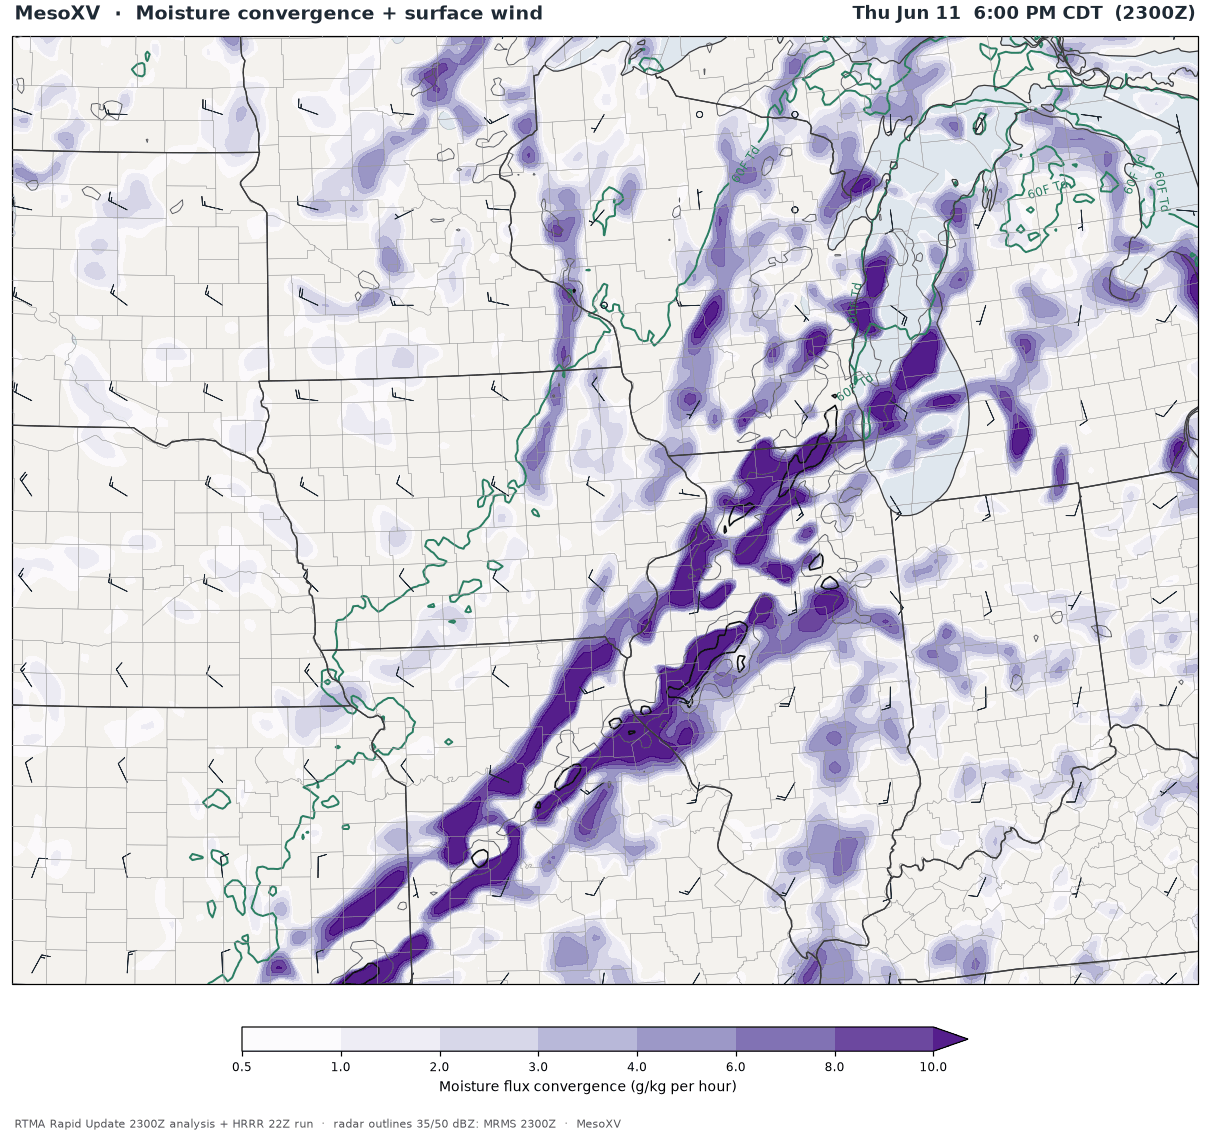 MesoXV · Moisture convergence + surface wind
Thu Jun 11 6:00 PM CDT (2300Z)
60F Td
60F Td
60F Td
60F Td
60F Td
60F Td
0.5 1.0 2.0 3.0 4.0 6.0 8.0 10.0
Moisture flux convergence (g/kg per hour)
RTMA Rapid Update 2300Z analysis + HRRR 22Z run · radar outlines 35/50 dBZ: MRMS 2300Z · MesoXV